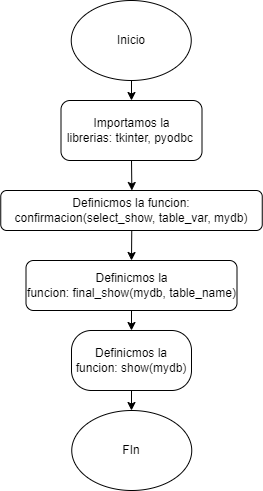 Inicio
Importamos la
librerias: tkinter, pyodbc
Definicmos la funcion:
confirmacion(select_show, table_var, mydb)
Definicmos la
funcion: final_show(mydb, table_name)
Definicmos la
funcion: show(mydb)
FIn